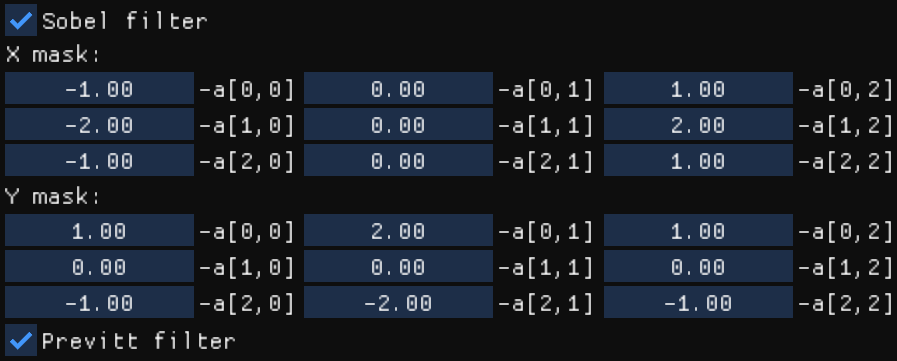 Sobel filter
X mask:
-1.00 -a[0,0] 0.00 -a[0,1] 1.00 -a[0,2]
-2.00 -a[1,0] 0.00 -a[1,1] 2.00 -a[1,2]
-1.00 -a[2,0] 0.00 -a[2,1] 1.00 -a[2,2]
Y mask:
1.00 -a[0,0] 2.00 -a[0,1] 1.00 -a[0,2]
0.00 -a[1,0] 0.00 -a[1,1] 0.00 -a[1,2]
-1.00 -a[2,0] -2.00 -a[2,1] -1.00 -a[2,2]
Previtt filter